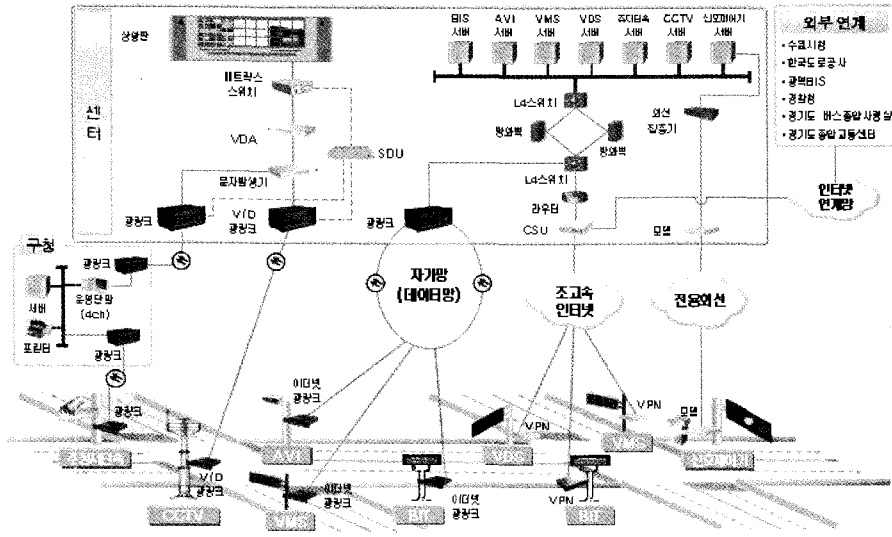 센터
상황판
매트릭스
스위치
VDA
문자발생기
SDU
광링크
V/D
광링크
광링크
BIS
서버
AVI
서버
VMS
서버
VDS
서버
주정차단속
서버
CCTV
서버
신호제어기
서버
L4스위치
방화벽
방화벽
L4스위치
라우터
CSU
회선
집중기
모뎀
외부 연계
• 수원시청
• 한국도로공사
• 광역BIS
• 경찰청
• 경기도 버스종합사령실
• 경기도종합교통센터
인터넷
연계망
구청
서버
프린터
운영단말
(4ch)
광링크
광링크
자가망
(데이터망)
초고속
인터넷
전용회선
광링크
이더넷
광링크
V/D
광링크
이더넷
광링크
이더넷
광링크
VPN
VPN
VPN
모뎀
AVI
VDS
VMS
CCTV
VMS
BIT
BIT